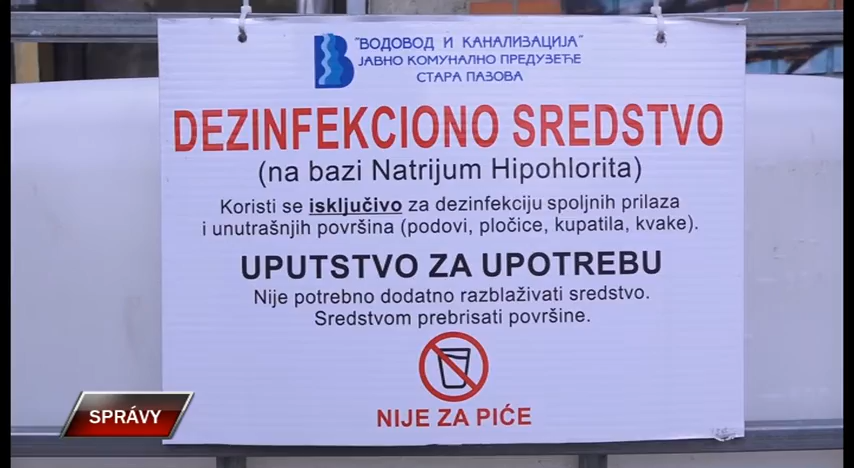 "ВОДОВОД И КАНАЛИЗАЦИЈА"
ЈАВНО КОМУНАЛНО ПРЕДУЗЕЋЕ
СТАРА ПАЗОВА
DEZINFEKCIONO SREDSTVO
(na bazi Natrijum Hipohlorita)
Koristi se isključivo za dezinfekciju spoljnih prilaza
i unutrašnjih površina (podovi, pločice, kupatila, kvake).
UPUTSTVO ZA UPOTREBU
Nije potrebno dodatno razblaživati sredstvo.
Sredstvom prebrisati površine.
NIJE ZA PIĆE
SPRÁVY